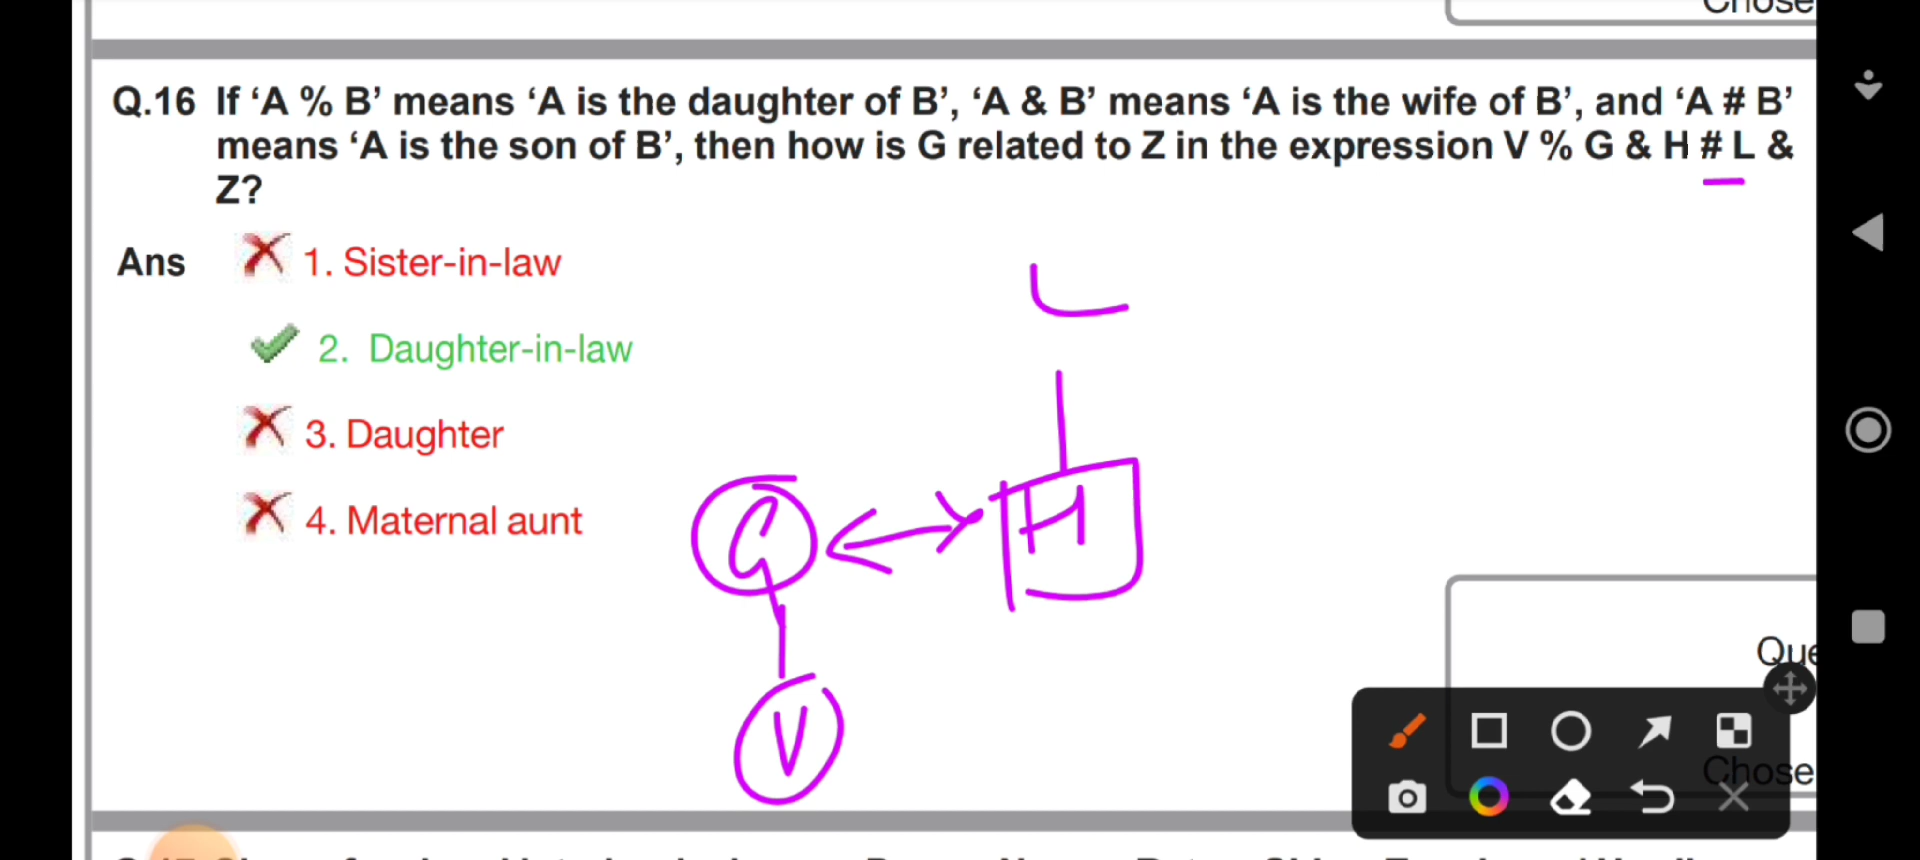 Q.16 If ‘A % B’ means ‘A is the daughter of B’, ‘A & B’ means ‘A is the wife of B’, and ‘A # B’
means ‘A is the son of B’, then how is G related to Z in the expression V % G & H # L &
Z?
Ans 1. Sister-in-law
2. Daughter-in-law
3. Daughter
4. Maternal aunt
L
G H
V
Chose